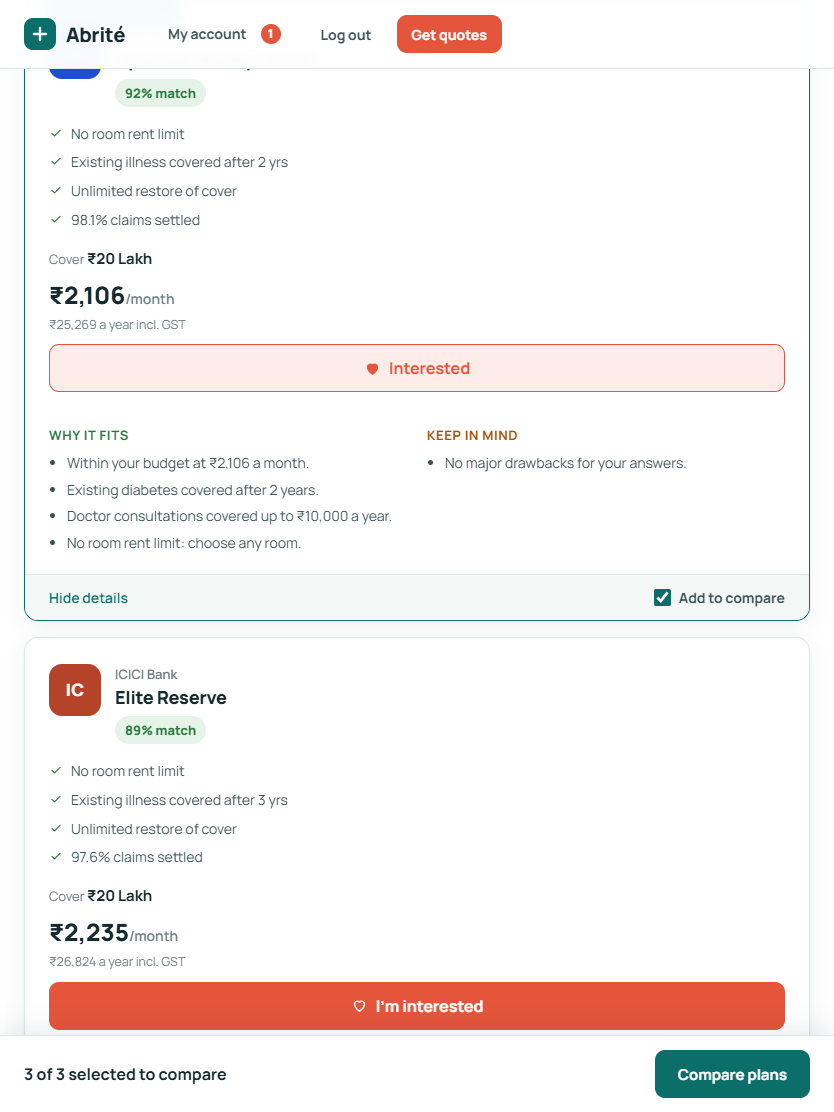 Abrité
My account 1
Log out
Get quotes
92% match
No room rent limit
Existing illness covered after 2 yrs
Unlimited restore of cover
98.1% claims settled
Cover ₹20 Lakh
₹2,106/month
₹25,269 a year incl. GST
Interested
WHY IT FITS
Within your budget at ₹2,106 a month.
Existing diabetes covered after 2 years.
Doctor consultations covered up to ₹10,000 a year.
No room rent limit: choose any room.
KEEP IN MIND
No major drawbacks for your answers.
Hide details
Add to compare
IC
ICICI Bank
Elite Reserve
89% match
No room rent limit
Existing illness covered after 3 yrs
Unlimited restore of cover
97.6% claims settled
Cover ₹20 Lakh
₹2,235/month
₹26,824 a year incl. GST
I'm interested
3 of 3 selected to compare
Compare plans